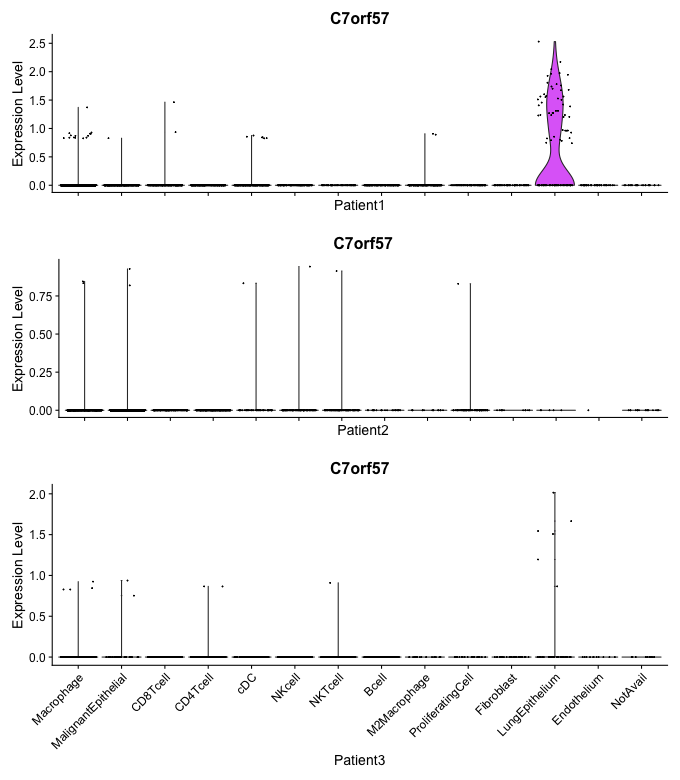 C7orf57
Expression Level
2.5
2.0
1.5
1.0
0.5
0.0
Patient1
C7orf57
Expression Level
0.75
0.50
0.25
0.00
Patient2
C7orf57
Expression Level
2.0
1.5
1.0
0.5
0.0
Macrophage
MalignantEpithelial
CD8Tcell
CD4Tcell
cDC
NKcell
NKTcell
Bcell
M2Macrophage
ProliferatingCell
Fibroblast
LungEpithelium
Endothelium
NotAvail
Patient3